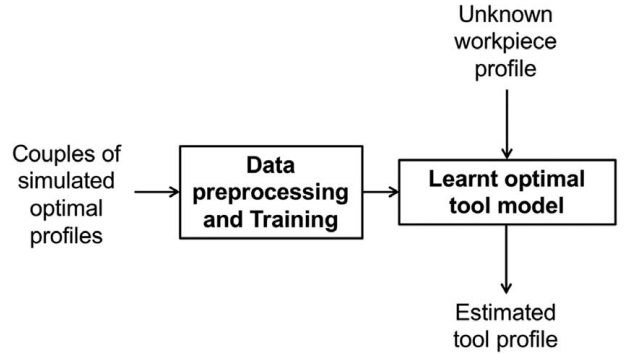 Unknown
workpiece
profile
Couples of
simulated
optimal
profiles
Data
preprocessing
and Training
Learnt optimal
tool model
Estimated
tool profile